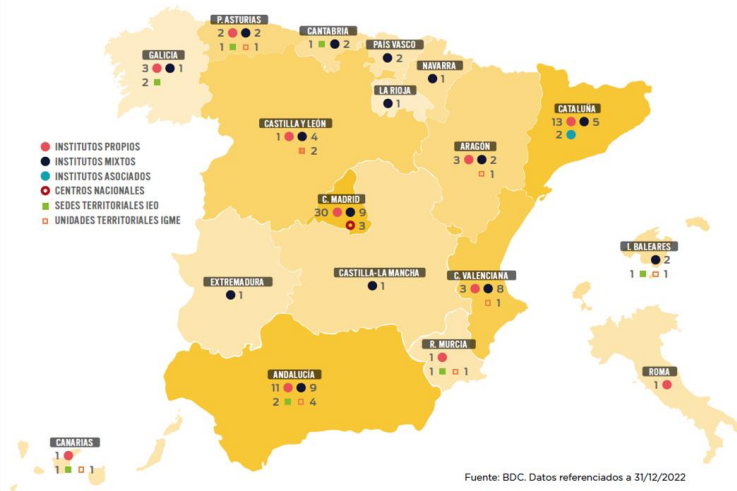 P. ASTURIAS
2 2
1 1
CANTABRIA
1 2
PAIS VASCO
2
GALICIA
3 1
2
NAVARRA
1
LA RIOJA
1
CATALUÑA
13 5
2
CASTILLA Y LEÓN
1 4
2
ARAGÓN
3 2
1
INSTITUTOS PROPIOS
INSTITUTOS MIXTOS
INSTITUTOS ASOCIADOS
CENTROS NACIONALES
SEDES TERRITORIALES IEO
UNIDADES TERRITORIALES IGME
C. MADRID
30 9
3
I. BALEARES
2
1 1
EXTREMADURA
1
CASTILLA-LA MANCHA
1
C. VALENCIANA
3 8
1
R. MURCIA
1
1 1
ANDALUCÍA
11 9
2 4
ROMA
1
CANARIAS
1
1 1
Fuente: BDC. Datos referenciados a 31/12/2022